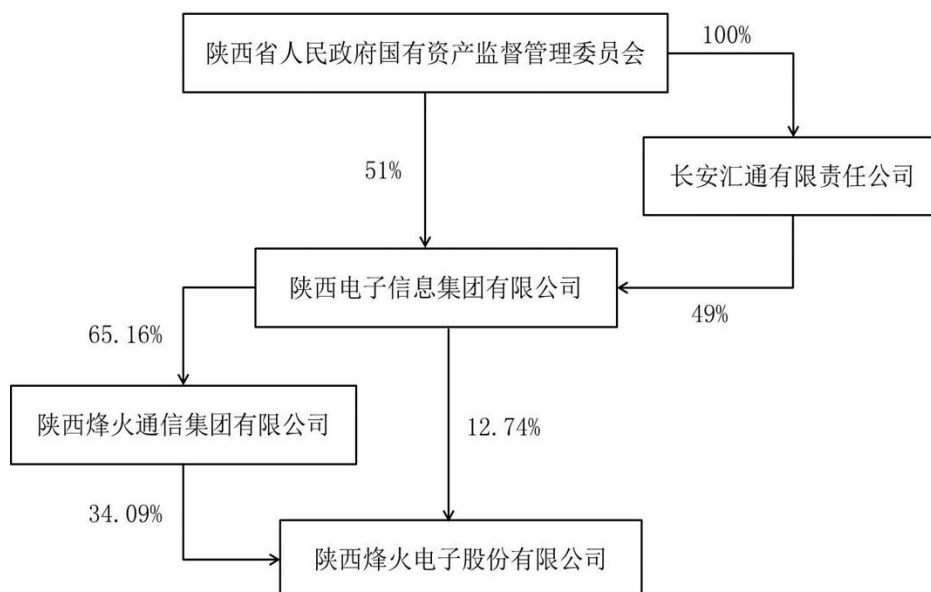 陕西省人民政府国有资产监督管理委员会
100%
51%
长安汇通有限责任公司
陕西电子信息集团有限公司
49%
65.16%
陕西烽火通信集团有限公司
12.74%
34.09%
陕西烽火电子股份有限公司